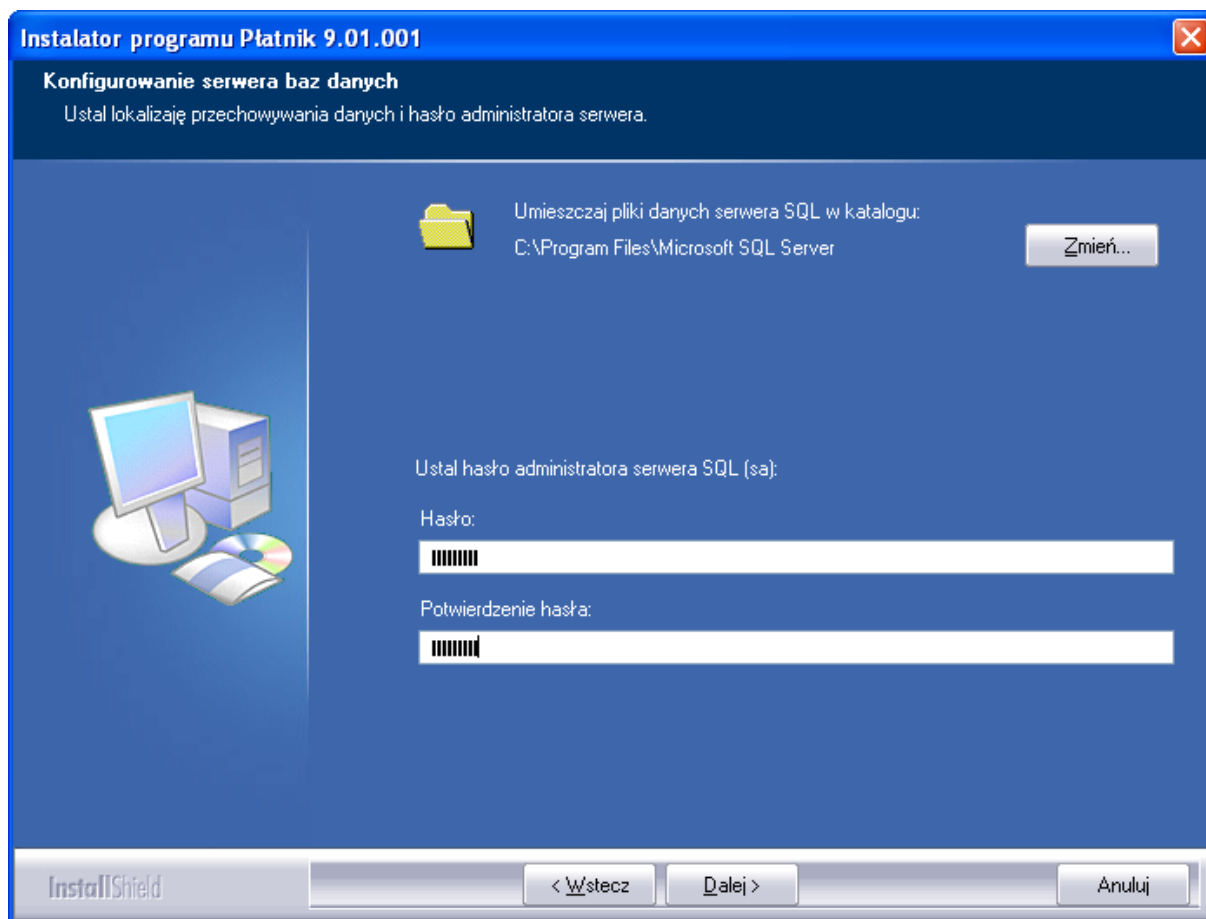 Instalator programu Płatnik 9.01.001
Konfigurowanie serwera baz danych
Ustal lokalizaję przechowywania danych i hasło administratora serwera.
Umieszczaj pliki danych serwera SQL w katalogu:
C:\Program Files\Microsoft SQL Server
Zmień...
Ustal hasło administratora serwera SQL (sa):
Hasło:
Potwierdzenie hasła:
InstallShield
< Wstecz
Dalej >
Anuluj